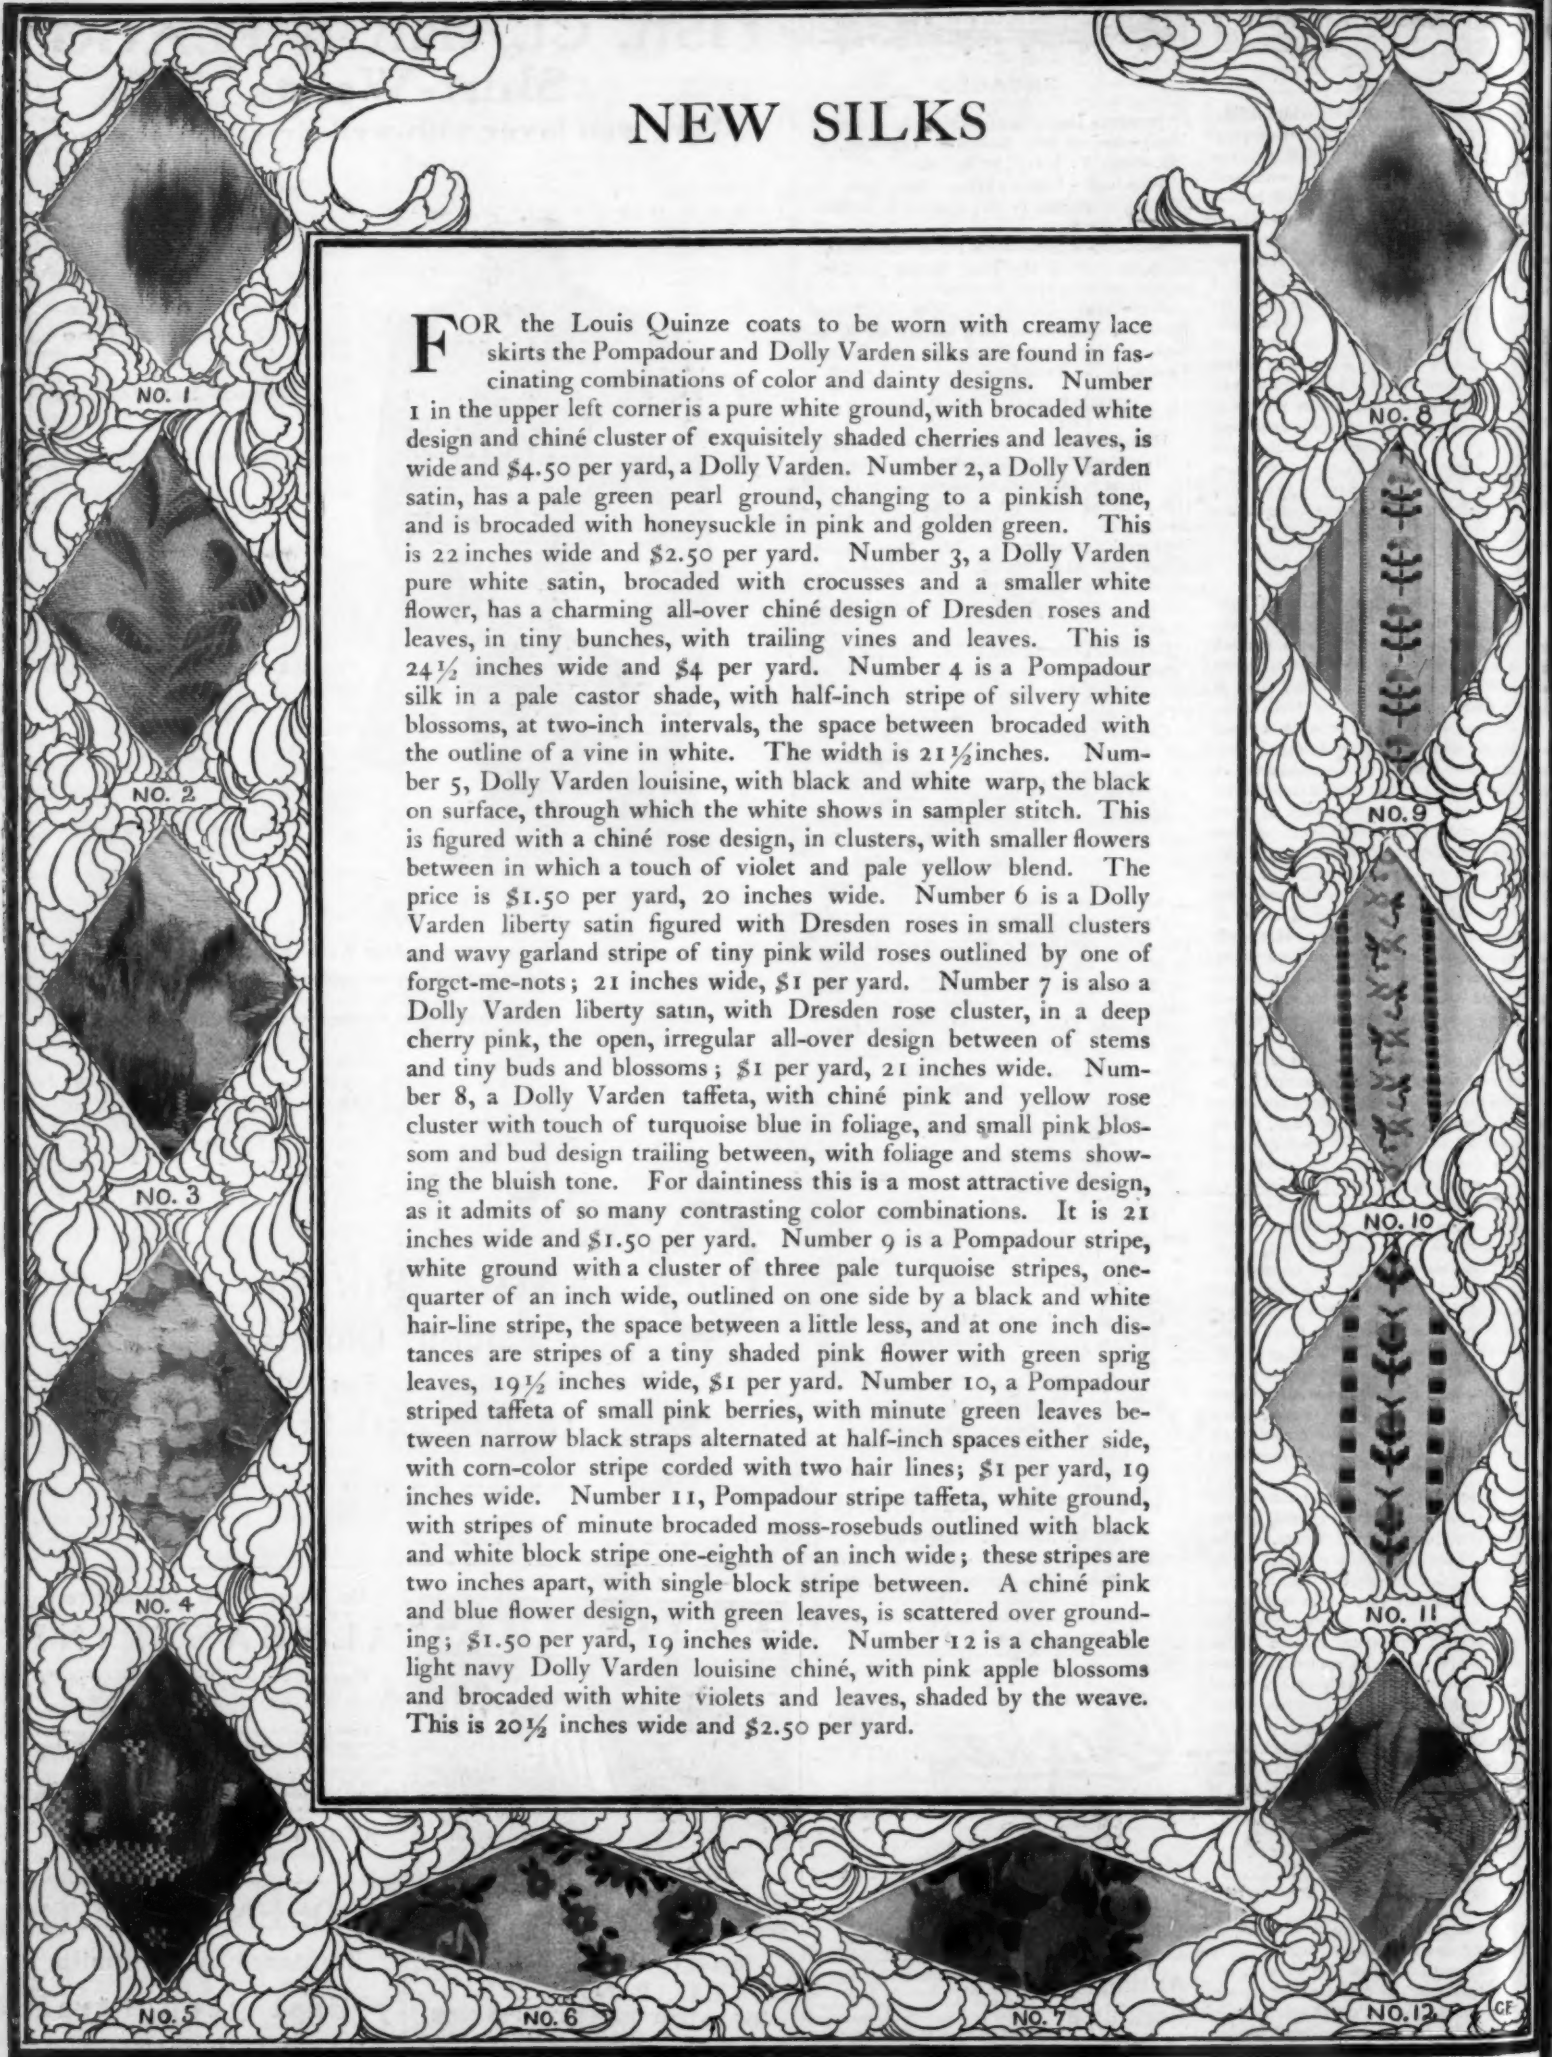 NEW SILKS
FOR the Louis Quinze coats to be worn with creamy lace
skirts the Pompadour and Dolly Varden silks are found in fas-
cinating combinations of color and dainty designs. Number
1 in the upper left corner is a pure white ground, with brocaded white
design and chiné cluster of exquisitely shaded cherries and leaves, is
wide and $4.50 per yard, a Dolly Varden. Number 2, a Dolly Varden
satin, has a pale green pearl ground, changing to a pinkish tone,
and is brocaded with honeysuckle in pink and golden green. This
is 22 inches wide and $2.50 per yard. Number 3, a Dolly Varden
pure white satin, brocaded with crocusses and a smaller white
flower, has a charming all-over chiné design of Dresden roses and
leaves, in tiny bunches, with trailing vines and leaves. This is
24½ inches wide and $4 per yard. Number 4 is a Pompadour
silk in a pale castor shade, with half-inch stripe of silvery white
blossoms, at two-inch intervals, the space between brocaded with
the outline of a vine in white. The width is 21½ inches. Num-
ber 5, Dolly Varden louisine, with black and white warp, the black
on surface, through which the white shows in sampler stitch. This
is figured with a chiné rose design, in clusters, with smaller flowers
between in which a touch of violet and pale yellow blend. The
price is $1.50 per yard, 20 inches wide. Number 6 is a Dolly
Varden liberty satin figured with Dresden roses in small clusters
and wavy garland stripe of tiny pink wild roses outlined by one of
forget-me-nots; 21 inches wide, $1 per yard. Number 7 is also a
Dolly Varden liberty satin, with Dresden rose cluster, in a deep
cherry pink, the open, irregular all-over design between of stems
and tiny buds and blossoms; $1 per yard, 21 inches wide. Num-
ber 8, a Dolly Varden taffeta, with chiné pink and yellow rose
cluster with touch of turquoise blue in foliage, and small pink blos-
som and bud design trailing between, with foliage and stems show-
ing the bluish tone. For daintiness this is a most attractive design,
as it admits of so many contrasting color combinations. It is 21
inches wide and $1.50 per yard. Number 9 is a Pompadour stripe,
white ground with a cluster of three pale turquoise stripes, one-
quarter of an inch wide, outlined on one side by a black and white
hair-line stripe, the space between a little less, and at one inch dis-
tances are stripes of a tiny shaded pink flower with green sprig
leaves, 19½ inches wide, $1 per yard. Number 10, a Pompadour
striped taffeta of small pink berries, with minute green leaves be-
tween narrow black straps alternated at half-inch spaces either side,
with corn-color stripe corded with two hair lines; $1 per yard, 19
inches wide. Number 11, Pompadour stripe taffeta, white ground,
with stripes of minute brocaded moss-rosebuds outlined with black
and white block stripe one-eighth of an inch wide; these stripes are
two inches apart, with single block stripe between. A chiné pink
and blue flower design, with green leaves, is scattered over ground-
ing; $1.50 per yard, 19 inches wide. Number 12 is a changeable
light navy Dolly Varden louisine chiné, with pink apple blossoms
and brocaded with white violets and leaves, shaded by the weave.
This is 20½ inches wide and $2.50 per yard.
NO. 1
NO. 2
NO. 3
NO. 4
NO. 5
NO. 6
NO. 7
NO. 8
NO. 9
NO. 10
NO. 11
NO. 12
CF